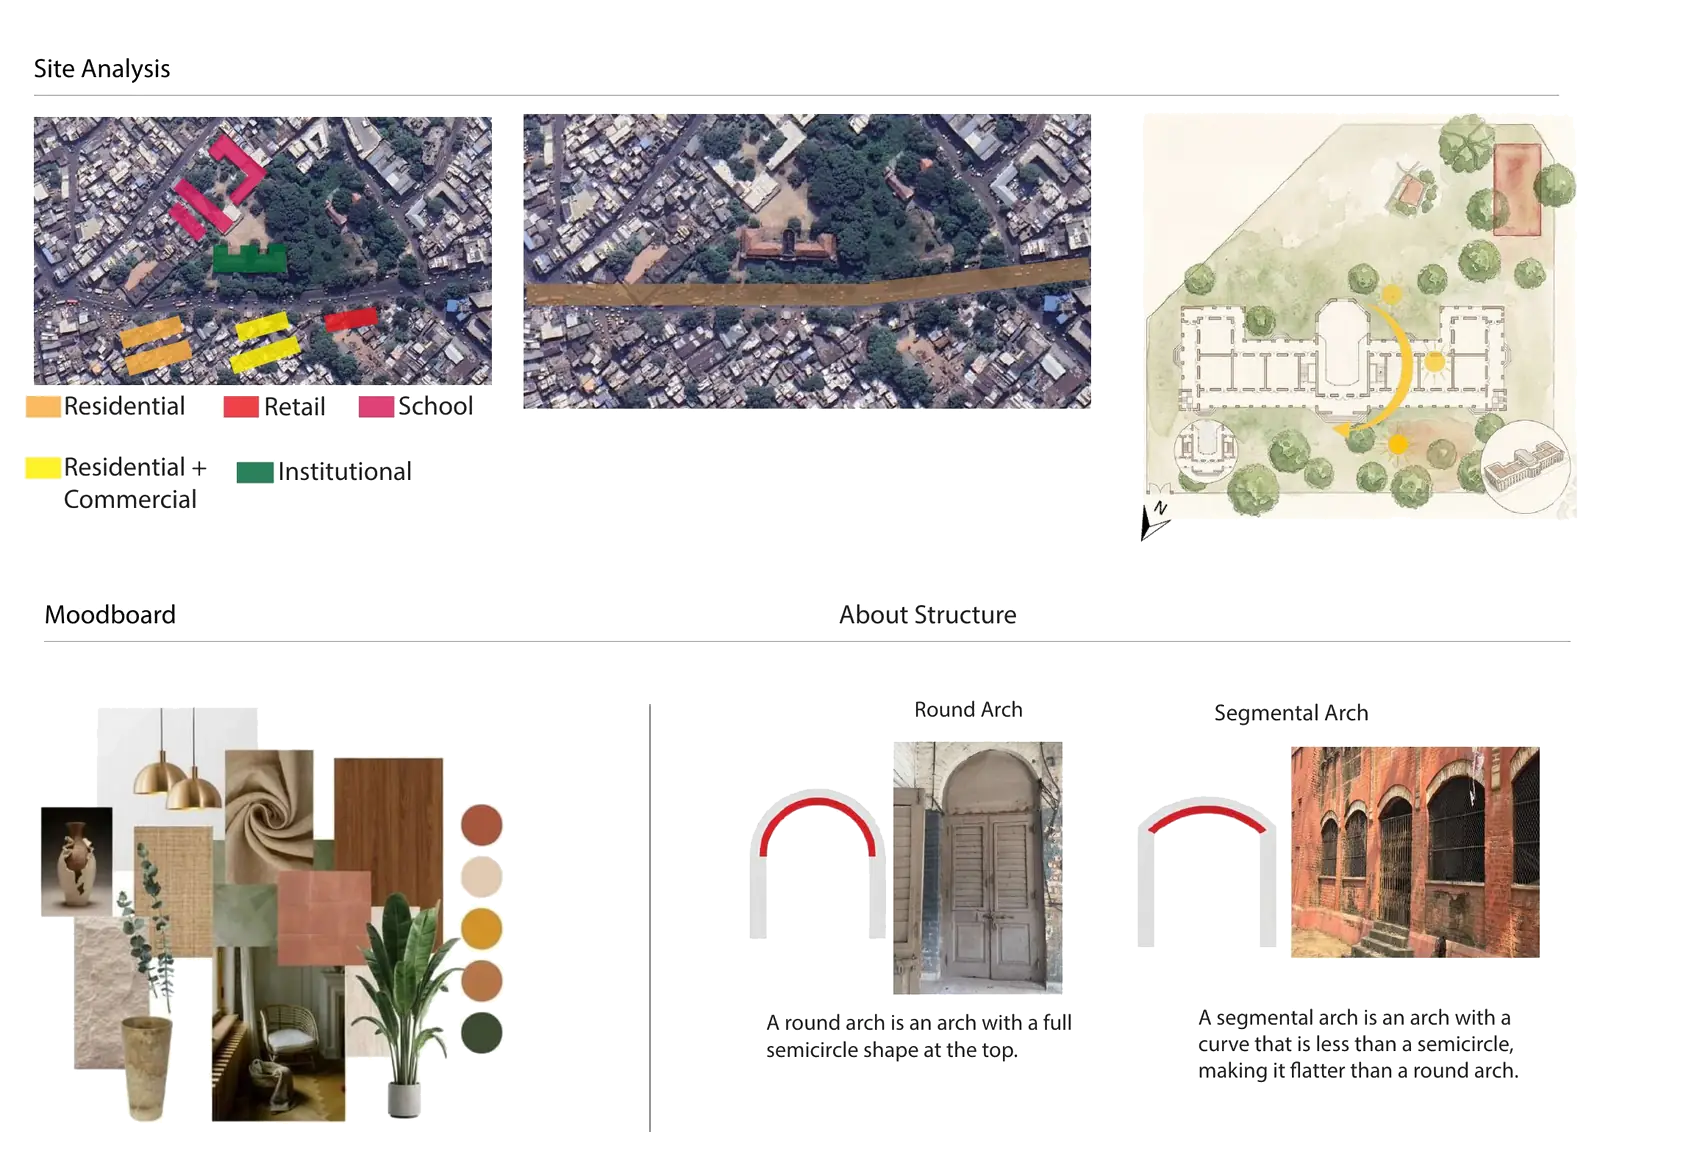 Site Analysis
Residential
Retail
School
Residential +
Commercial
Institutional
N
Moodboard
About Structure
Round Arch
Segmental Arch
A round arch is an arch with a full
semicircle shape at the top.
A segmental arch is an arch with a
curve that is less than a semicircle,
making it flatter than a round arch.